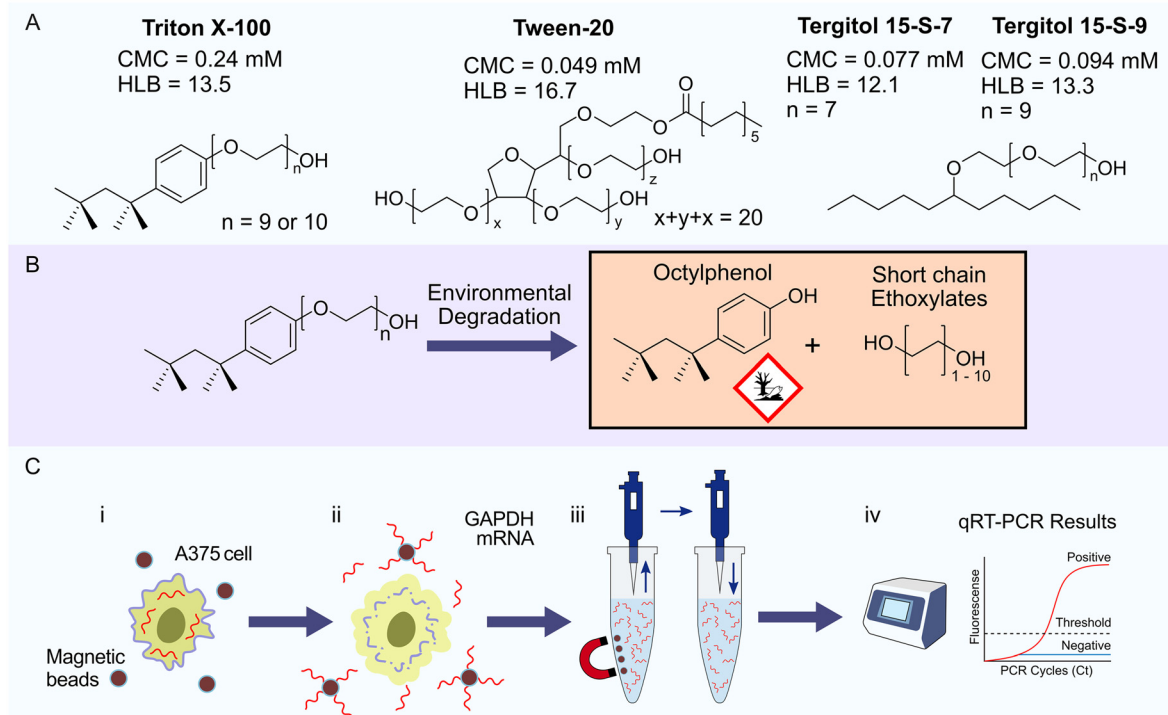 A
Triton X-100
CMC = 0.24 mM
HLB = 13.5
O
OH
n
n = 9 or 10
Tween-20
CMC = 0.049 mM
HLB = 16.7
O
O
O
5
O
O
OH
z
HO
O
x
O
OH
y
x+y+x = 20
Tergitol 15-S-7
CMC = 0.077 mM
HLB = 12.1
n = 7
Tergitol 15-S-9
CMC = 0.094 mM
HLB = 13.3
n = 9
O
O
OH
n
B
O
OH
n
Environmental
Degradation
Octylphenol
OH
+
Short chain
Ethoxylates
HO
OH
1 - 10
C
i
A375 cell
Magnetic
beads
ii
GAPDH
mRNA
iii
iv
qRT-PCR Results
Fluorescense
Positive
Threshold
Negative
PCR Cycles (Ct)